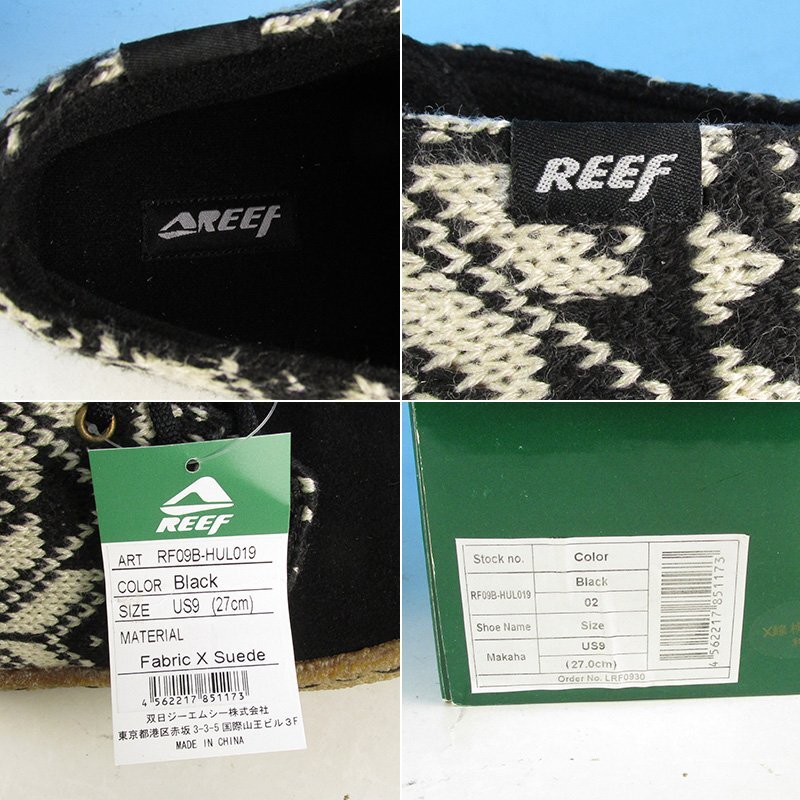 REEF
REEF
REEF
ART RF09B-HUL019
COLOR Black
SIZE US9 (27cm)
MATERIAL
Fabric X Suede
4 562217 851173
双日ジーエムシー株式会社
東京都港区赤坂3-3-5国際山王ビル3F
MADE IN CHINA
Stock no. Color
RF09B-HUL019 Black
02
Shoe Name Size
Makaha US9
(27.0cm)
Order No. LRF0930
4 562217 851173